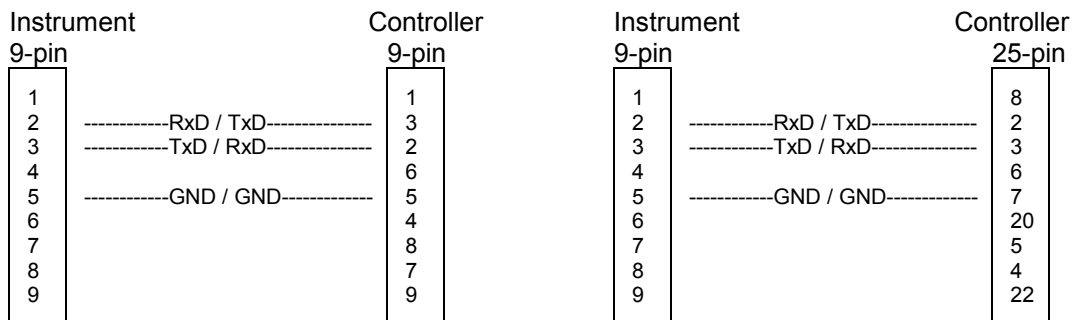 Instrument Controller Instrument Controller
9-pin 9-pin 9-pin 25-pin
1 1 1 8
2 ------------RxD / TxD--------------- 3 2 ------------RxD / TxD--------------- 2
3 ------------TxD / RxD--------------- 2 3 ------------TxD / RxD--------------- 3
4 6 4 6
5 ------------GND / GND------------- 5 5 ------------GND / GND------------- 7
6 4 6 20
7 8 7 5
8 7 8 4
9 9 9 22